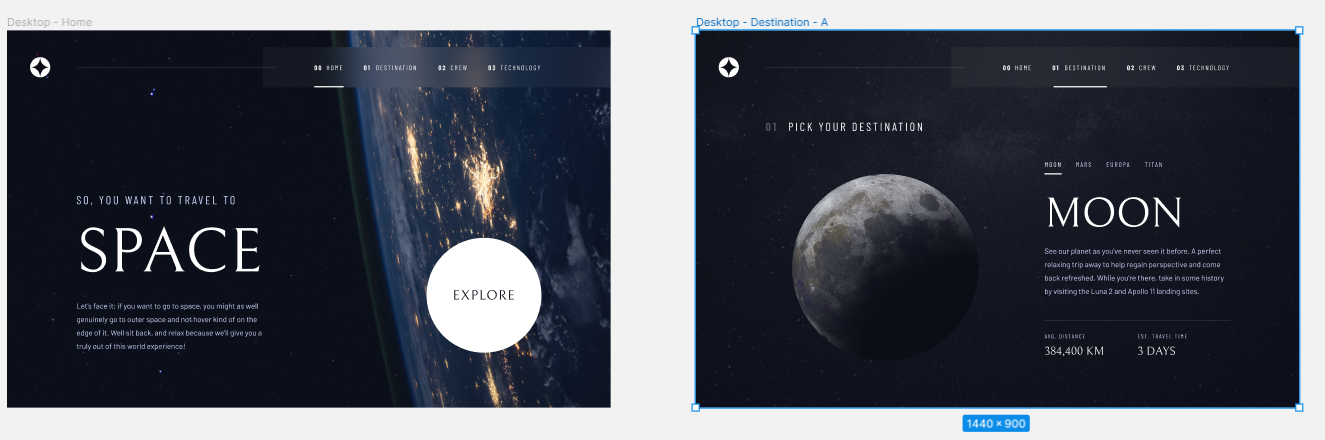 Desktop - Home
00 HOME 01 DESTINATION 02 CREW 03 TECHNOLOGY
SO, YOU WANT TO TRAVEL TO
SPACE
Let's face it; if you want to go to space, you might as well
genuinely go to outer space and not hover kind of on the
edge of it. Well sit back, and relax because we'll give you a
truly out of this world experience!
EXPLORE
Desktop - Destination - A
00 HOME 01 DESTINATION 02 CREW 03 TECHNOLOGY
01 PICK YOUR DESTINATION
MOON MARS EUROPA TITAN
MOON
See our planet as you've never seen it before. A perfect
relaxing trip away to help regain perspective and come
back refreshed. While you're there, take in some history
by visiting the Luna 2 and Apollo 11 landing sites.
AVG. DISTANCE EST. TRAVEL TIME
384,400 KM 3 DAYS
1440 × 900